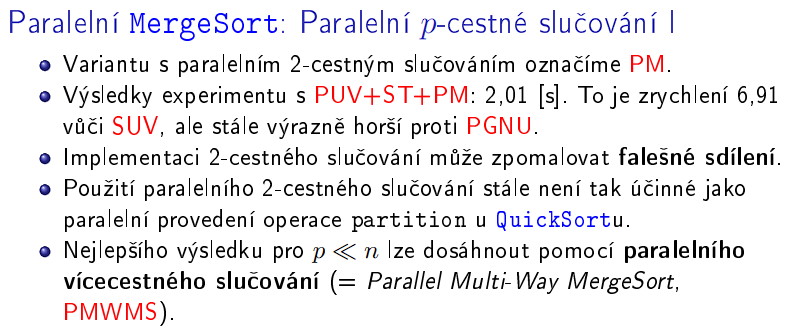 Paralelní MergeSort: Paralelní p-cestné slučování I
Variantu s paralelním 2-cestným slučováním označíme PM.
Výsledky experimentu s PUV+ST+PM: 2,01 [s]. To je zrychlení 6,91
vůči SUV, ale stále výrazně horší proti PGNU.
Implementaci 2-cestného slučování může zpomalovat falešné sdílení.
Použití paralelního 2-cestného slučování stále není tak účinné jako
paralelní provedení operace partition u QuickSortu.
Nejlepšího výsledku pro p ≪ n lze dosáhnout pomocí paralelního
vícecestného slučování (= Parallel Multi-Way MergeSort,
PMWMS).